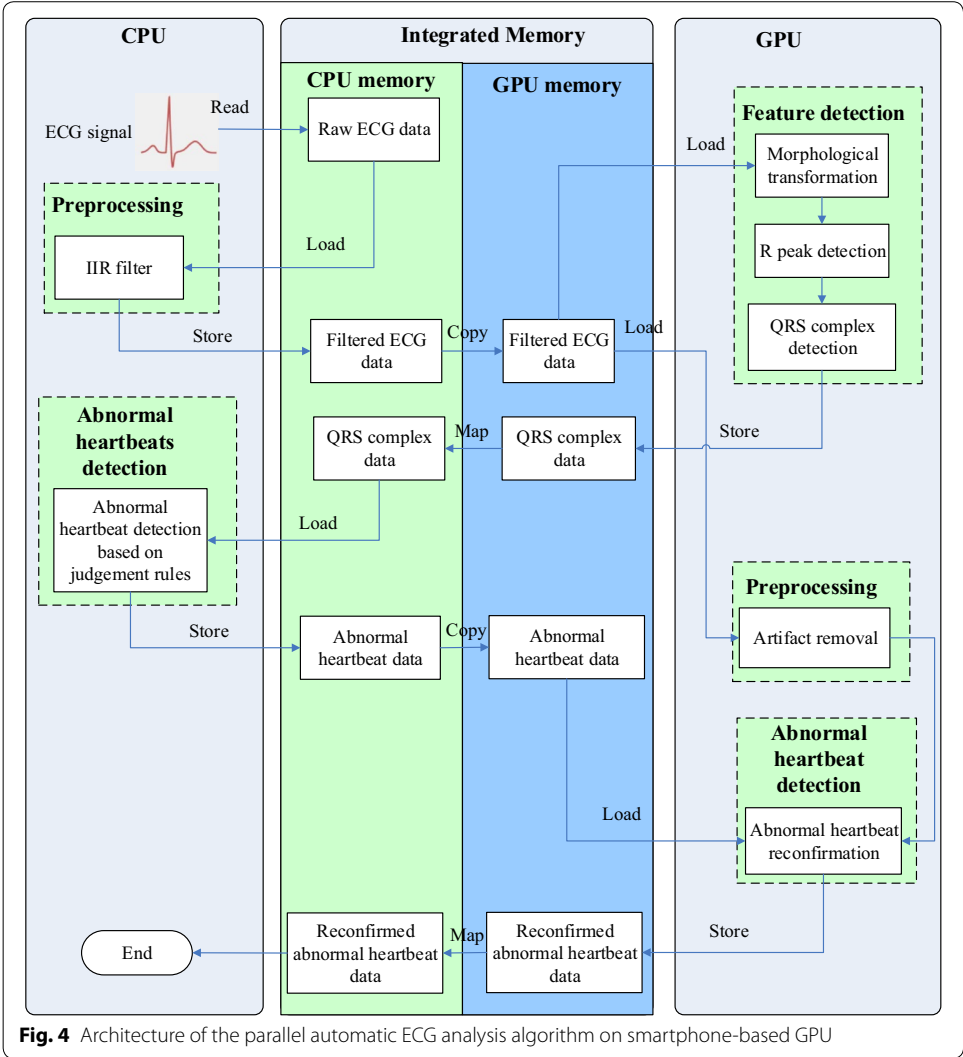 CPU
Integrated Memory
GPU
CPU memory
GPU memory
ECG signal
Read
Raw ECG data
Load
Feature detection
Morphological
transformation
R peak detection
QRS complex
detection
Preprocessing
IIR filter
Load
Store
Filtered ECG
data
Copy
Filtered ECG
data
Load
Abnormal
heartbeats
detection
Abnormal
heartbeat detection
based on
judgement rules
QRS complex
data
Map
QRS complex
data
Store
Load
Store
Abnormal
heartbeat data
Copy
Abnormal
heartbeat data
Preprocessing
Artifact removal
Abnormal
heartbeat
detection
Abnormal heartbeat
reconfirmation
Load
Store
End
Reconfirmed
abnormal heartbeat
data
Map
Reconfirmed
abnormal heartbeat
data
Fig. 4 Architecture of the parallel automatic ECG analysis algorithm on smartphone-based GPU